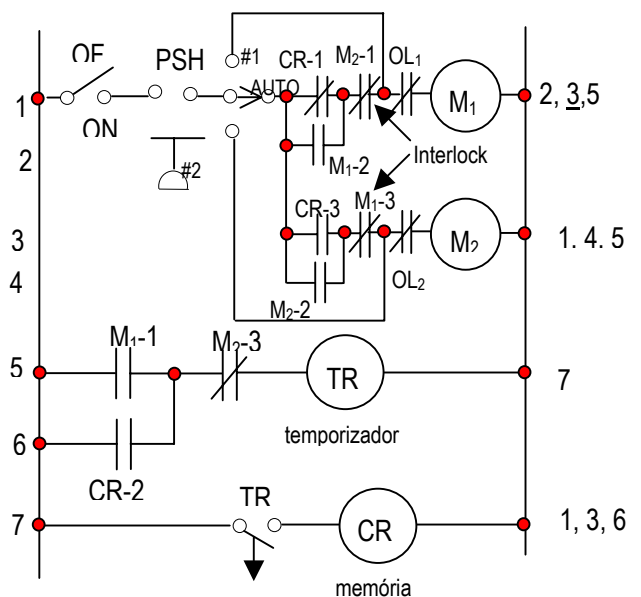 OF
PSH
#1
CR-1
M2-1
OL1
AUTO
1
M1
2, 3,5
ON
M1-2
Interlock
2
#2
CR-3
M1-3
3
M2
1. 4. 5
4
OL2
M2-2
M1-1
M2-3
5
TR
7
temporizador
6
CR-2
TR
7
CR
1, 3, 6
memória